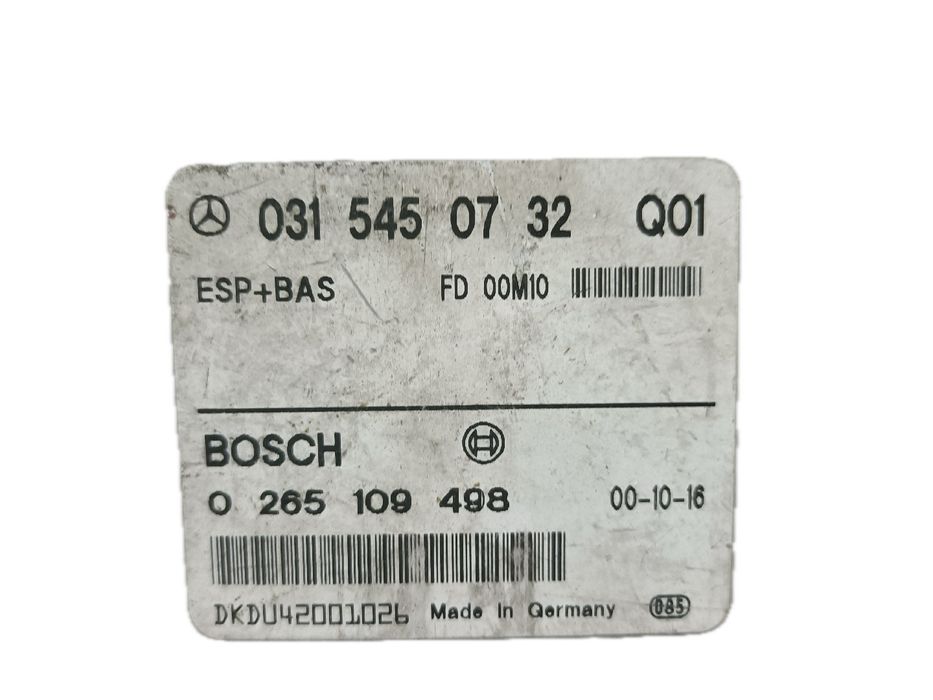 031 545 07 32 Q01
ESP+BAS FD 00M10
BOSCH
0 265 109 498 00-10-16
DKDU42001026 Made In Germany 085